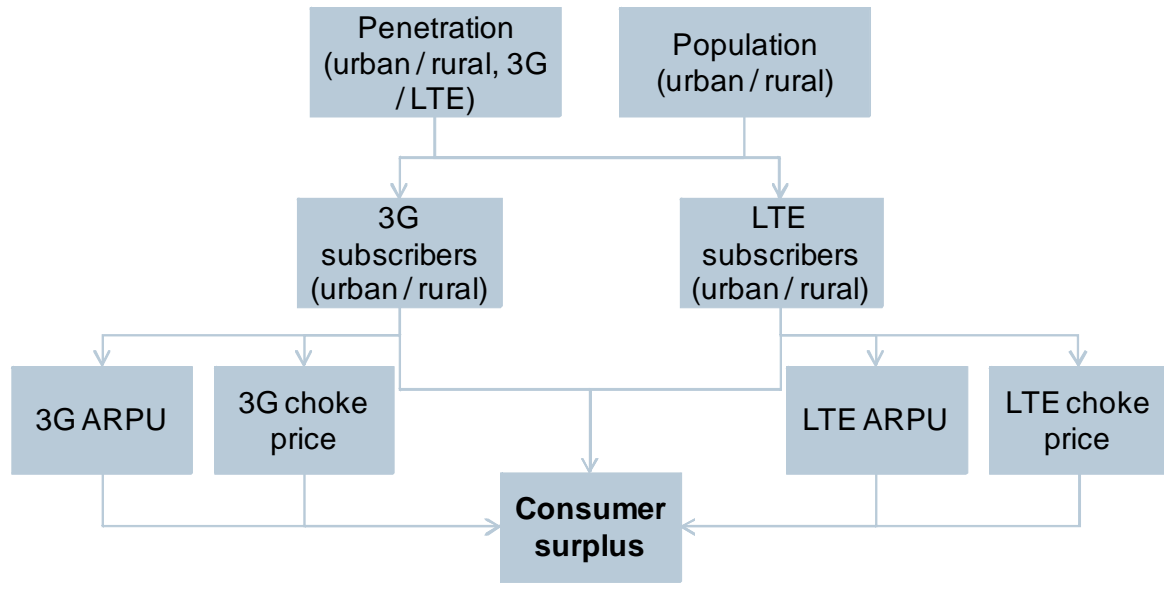 Penetration
(urban / rural, 3G
/ LTE)
Population
(urban / rural)
3G
subscribers
(urban / rural)
LTE
subscribers
(urban / rural)
3G ARPU
3G choke
price
LTE ARPU
LTE choke
price
Consumer
surplus